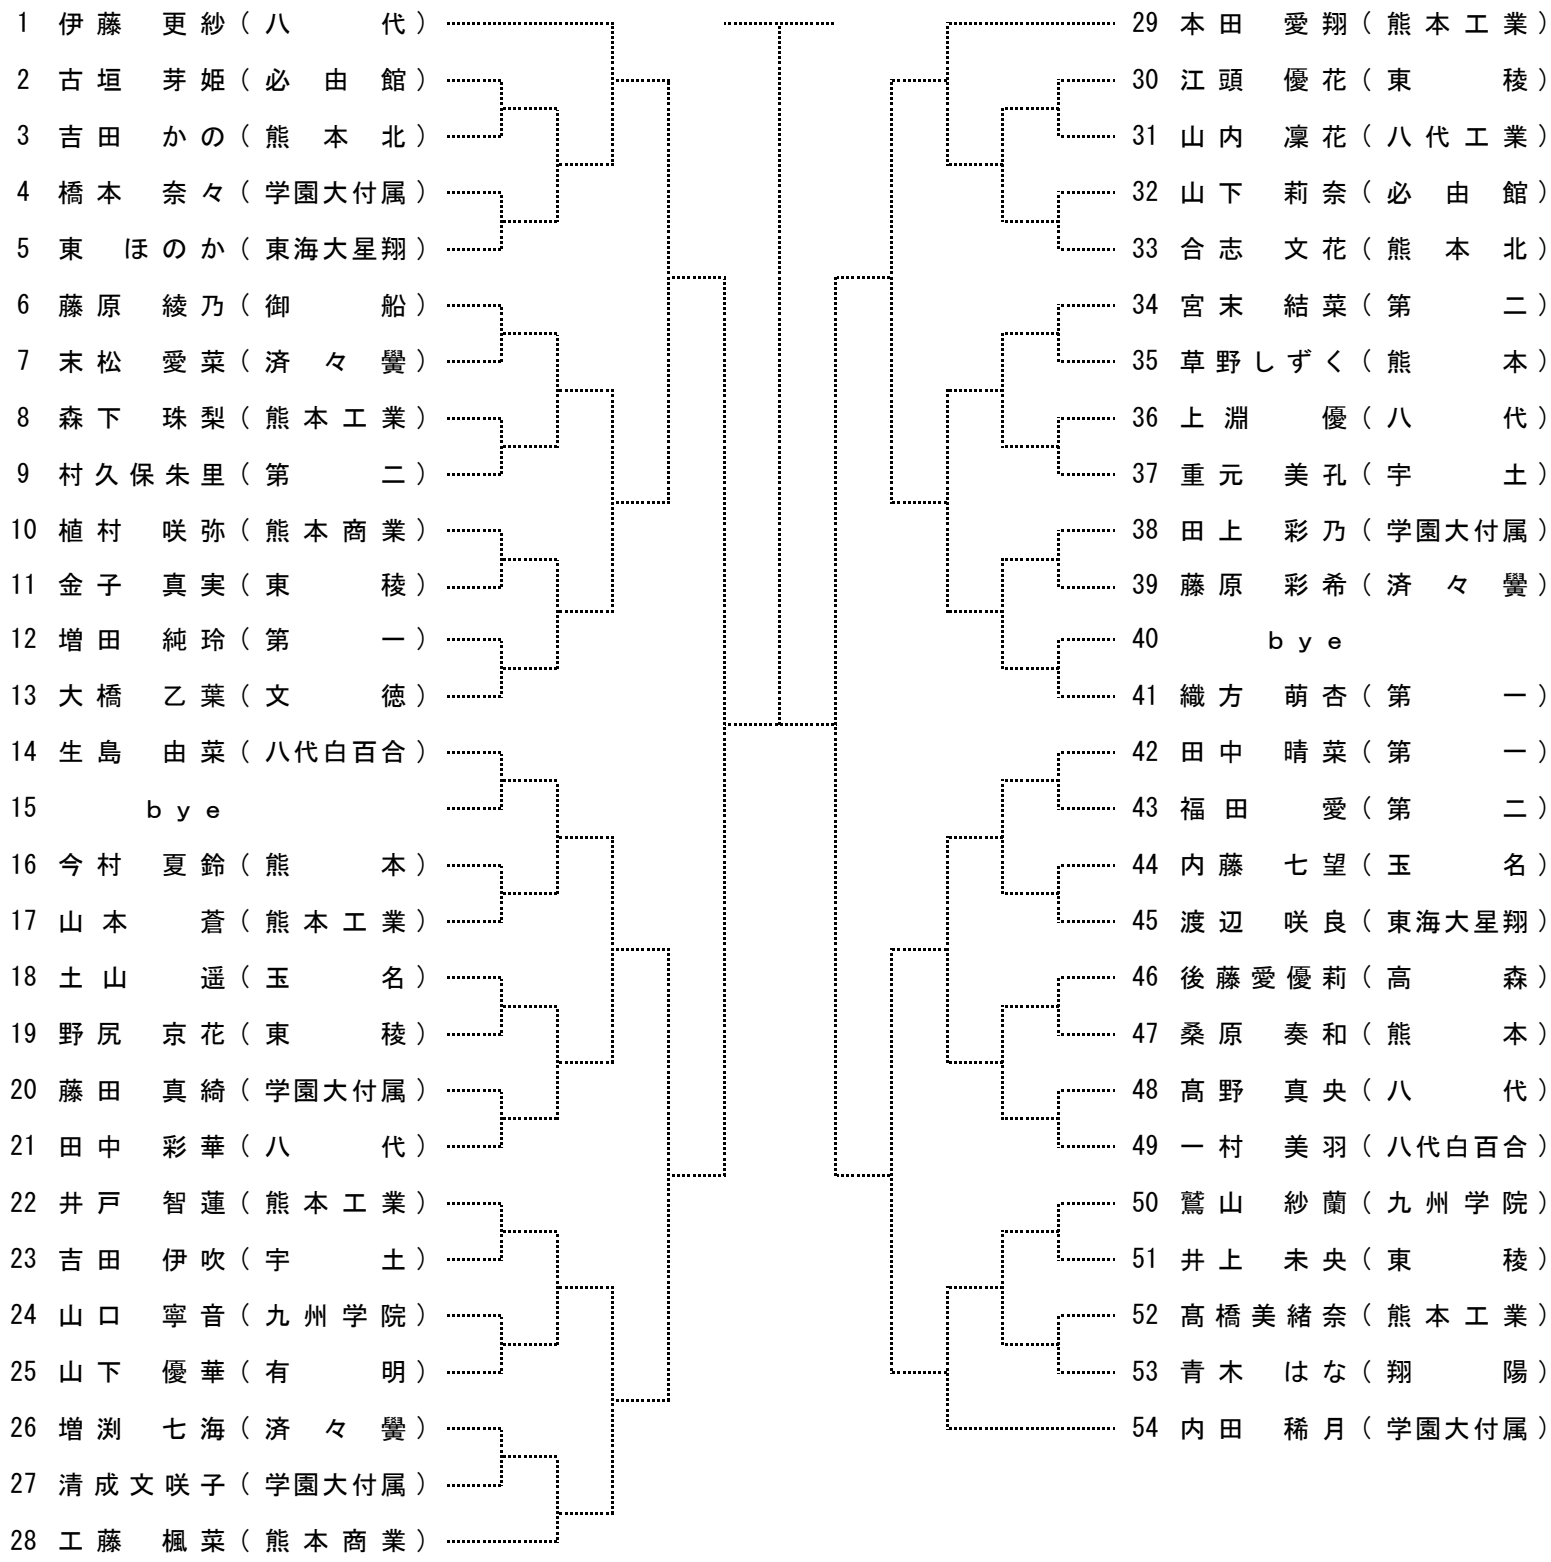 1 伊藤 更紗（八代）
2 古垣 芽姫（必由館）
3 吉田 かの（熊本北）
4 橋本 奈々（学園大付属）
5 東 ほのか（東海大星翔）
6 藤原 綾乃（御船）
7 末松 愛菜（済々黌）
8 森下 珠梨（熊本工業）
9 村久保朱里（第二）
10 植村 咲弥（熊本商業）
11 金子 真実（東稜）
12 増田 純玲（第一）
13 大橋 乙葉（文徳）
14 生島 由菜（八代白百合）
15 ｂｙｅ
16 今村 夏鈴（熊本）
17 山本 蒼（熊本工業）
18 土山 遥（玉名）
19 野尻 京花（東稜）
20 藤田 真綺（学園大付属）
21 田中 彩華（八代）
22 井戸 智蓮（熊本工業）
23 吉田 伊吹（宇土）
24 山口 寧音（九州学院）
25 山下 優華（有明）
26 増渕 七海（済々黌）
27 清成文咲子（学園大付属）
28 工藤 楓菜（熊本商業）
29 本田 愛翔（熊本工業）
30 江頭 優花（東稜）
31 山内 凜花（八代工業）
32 山下 莉奈（必由館）
33 合志 文花（熊本北）
34 宮末 結菜（第二）
35 草野しずく（熊本）
36 上淵 優（八代）
37 重元 美孔（宇土）
38 田上 彩乃（学園大付属）
39 藤原 彩希（済々黌）
40 ｂｙｅ
41 織方 萌杏（第一）
42 田中 晴菜（第一）
43 福田 愛（第二）
44 内藤 七望（玉名）
45 渡辺 咲良（東海大星翔）
46 後藤愛優莉（高森）
47 桑原 奏和（熊本）
48 髙野 真央（八代）
49 一村 美羽（八代白百合）
50 鷲山 紗蘭（九州学院）
51 井上 未央（東稜）
52 髙橋美緒奈（熊本工業）
53 青木 はな（翔陽）
54 内田 稀月（学園大付属）